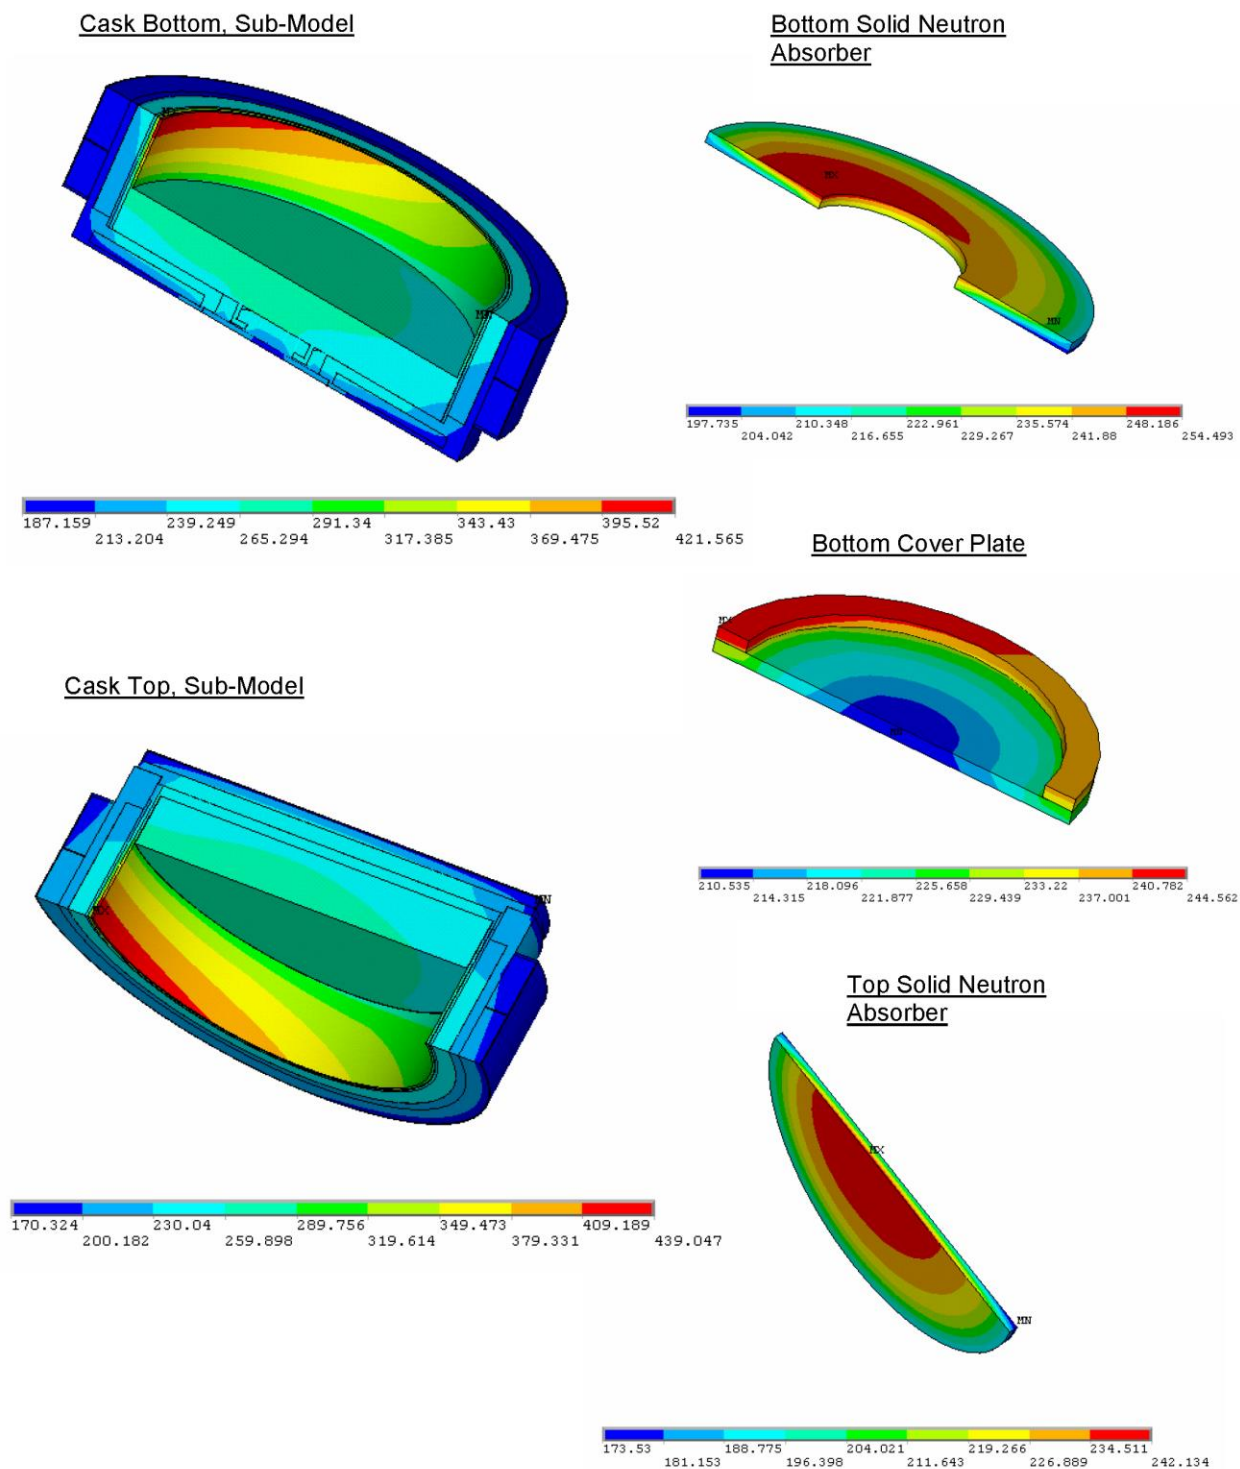 Cask Bottom, Sub-Model
MX
MN
187.159 239.249 291.34 343.43 395.52
213.204 265.294 317.385 369.475 421.565
Bottom Solid Neutron
Absorber
MX
MN
197.735 210.348 222.961 235.574 248.186
204.042 216.655 229.267 241.88 254.493
Bottom Cover Plate
MX
210.535 218.096 225.658 233.22 240.782
214.315 221.877 229.439 237.001 244.562
Cask Top, Sub-Model
MN
MX
170.324 230.04 289.756 349.473 409.189
200.182 259.898 319.614 379.331 439.047
Top Solid Neutron
Absorber
MX
MN
173.53 188.775 204.021 219.266 234.511
181.153 196.398 211.643 226.889 242.134